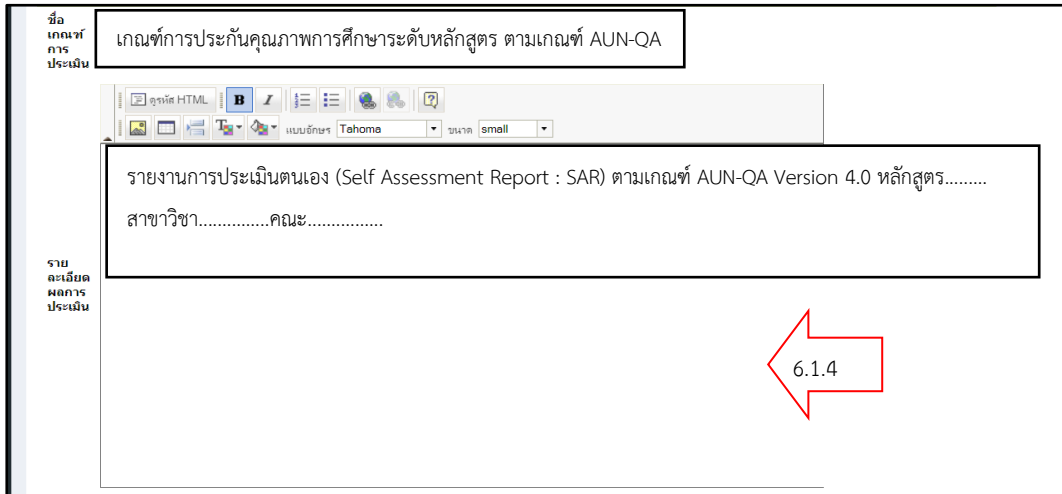 ชื่อ
เกณฑ์
การ
ประเมิน
เกณฑ์การประกันคุณภาพการศึกษาระดับหลักสูตร ตามเกณฑ์ AUN-QA
ดูรหัส HTML B I
แบบอักษร Tahoma ขนาด small
รายงานการประเมินตนเอง (Self Assessment Report : SAR) ตามเกณฑ์ AUN-QA Version 4.0 หลักสูตร.........
สาขาวิชา...............คณะ................
ราย
ละเอียด
ผลการ
ประเมิน
6.1.4